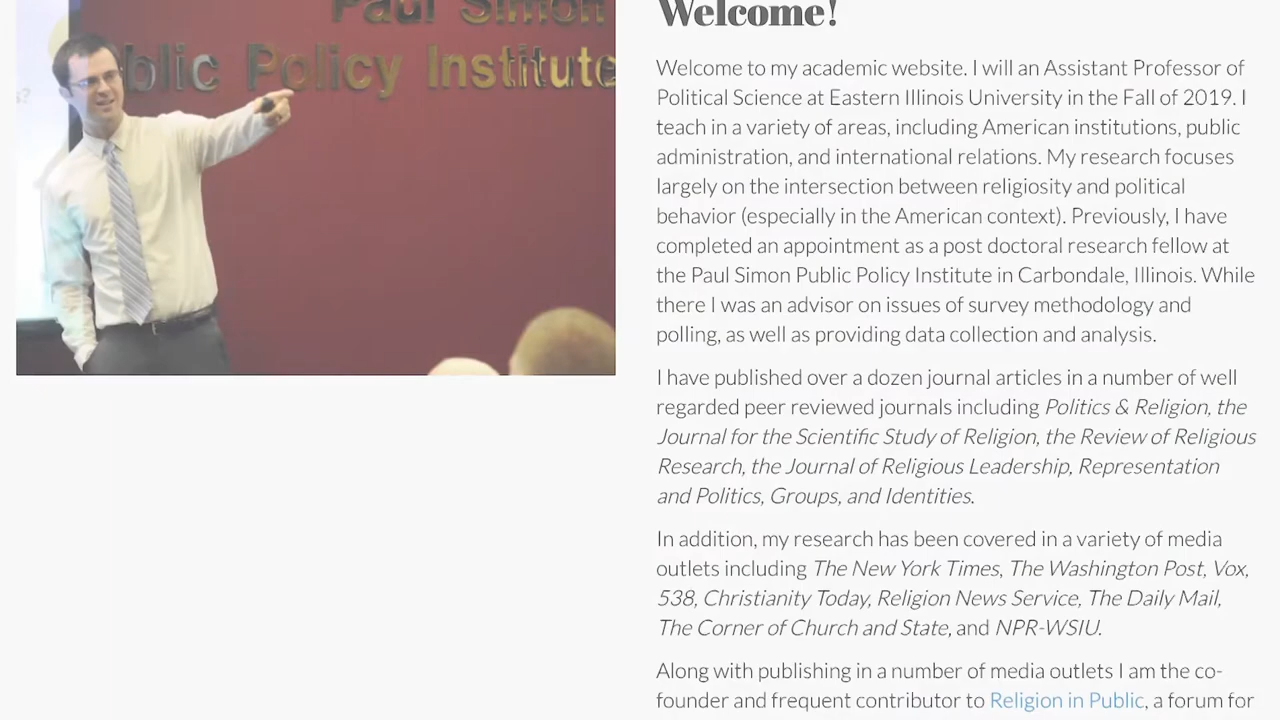 Paul Simon
blic Policy Institute
s?
Welcome!
Welcome to my academic website. I will an Assistant Professor of
Political Science at Eastern Illinois University in the Fall of 2019. I
teach in a variety of areas, including American institutions, public
administration, and international relations. My research focuses
largely on the intersection between religiosity and political
behavior (especially in the American context). Previously, I have
completed an appointment as a post doctoral research fellow at
the Paul Simon Public Policy Institute in Carbondale, Illinois. While
there I was an advisor on issues of survey methodology and
polling, as well as providing data collection and analysis.
I have published over a dozen journal articles in a number of well
regarded peer reviewed journals including Politics & Religion, the
Journal for the Scientific Study of Religion, the Review of Religious
Research, the Journal of Religious Leadership, Representation
and Politics, Groups, and Identities.
In addition, my research has been covered in a variety of media
outlets including The New York Times, The Washington Post, Vox,
538, Christianity Today, Religion News Service, The Daily Mail,
The Corner of Church and State, and NPR-WSIU.
Along with publishing in a number of media outlets I am the co-
founder and frequent contributor to Religion in Public, a forum for